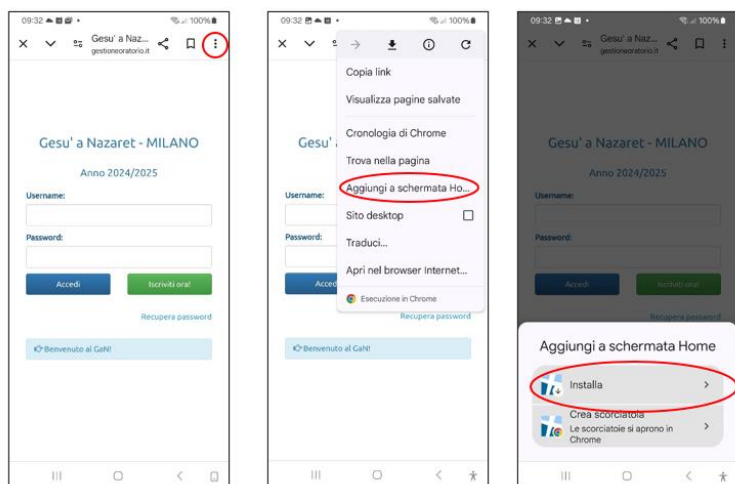 09:32
100%
Gesu' a Naz...
gestioneoratorio.it
Gesu' a Nazaret - MILANO
Anno 2024/2025
Username:
Password:
Accedi
Iscriviti ora!
Recupera password
Benvenuto al GaN!
09:32
100%
Copia link
Visualizza pagine salvate
Cronologia di Chrome
Trova nella pagina
Aggiungi a schermata Ho...
Sito desktop
Traduci...
Apri nel browser Internet...
Esecuzione in Chrome
Gesu'
Username:
Password:
Acced
Recupera password
Benvenuto al GaN!
09:32
100%
Gesu' a Naz...
gestioneoratorio.it
Gesu' a Nazaret - MILANO
Anno 2024/2025
Username:
Password:
Accedi
Iscriviti ora!
Recupera password
Aggiungi a schermata Home
Installa
Crea scorciatoia
Le scorciatoie si aprono in
Chrome